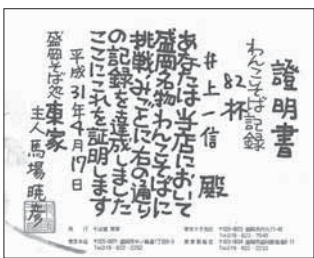 證明書
わんこそば記録
82杯
井上一信 殿
あなたは当店において
盛岡名物わんこそばに
挑戦、みごとに右の通り
の記録を達成しました
ここにこれを証明します
平成31年4月17日
盛岡そば処 東家
主人 馬場暁彦